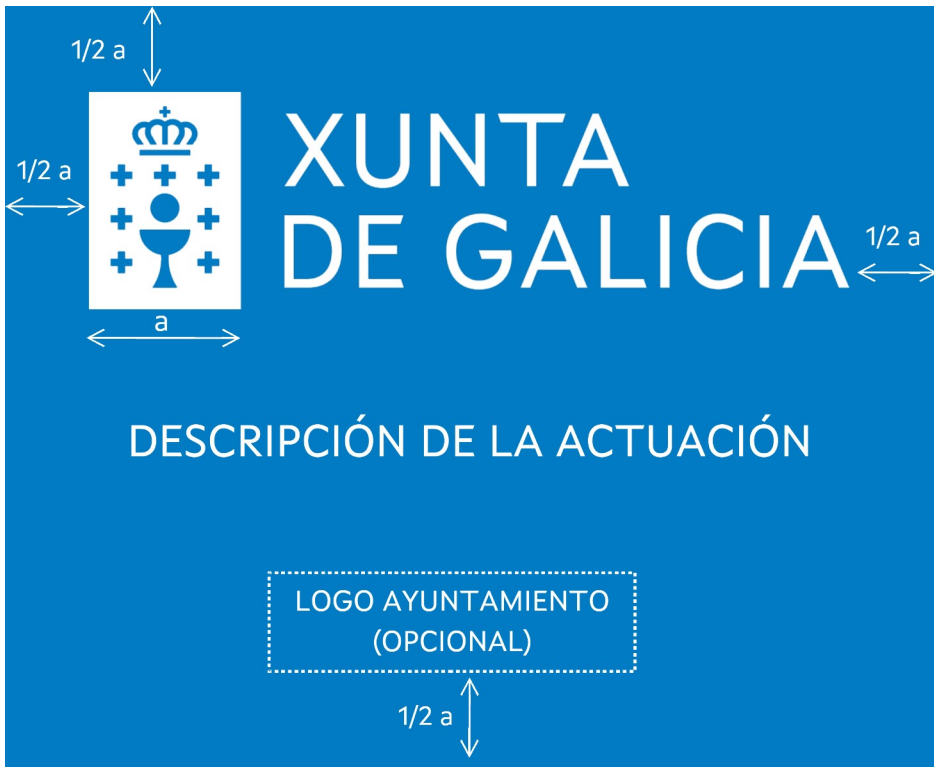 1/2 a
1/2 a
XUNTA
DE GALICIA
1/2 a
a
DESCRIPCIÓN DE LA ACTUACIÓN
LOGO AYUNTAMIENTO
(OPCIONAL)
1/2 a